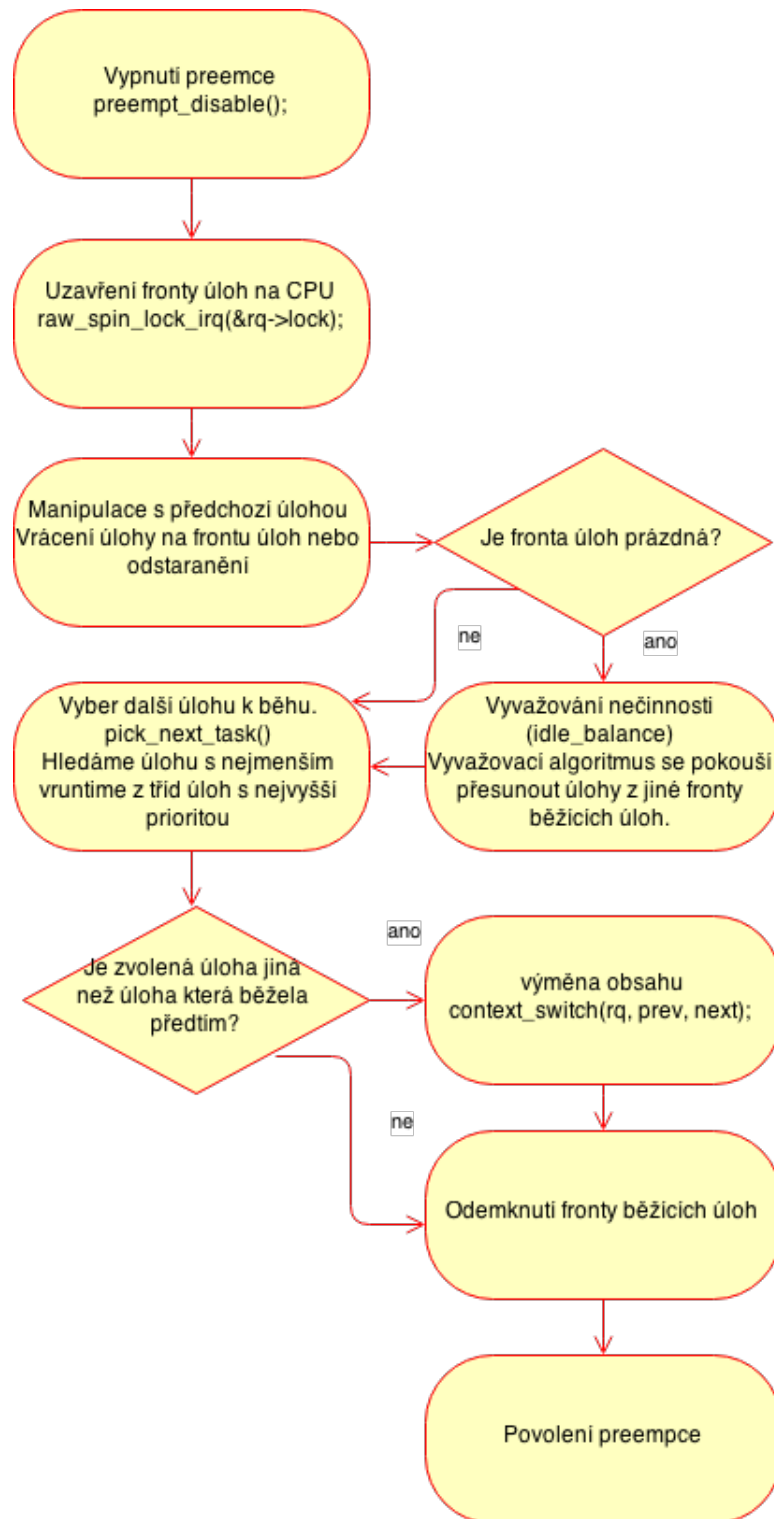 Vypnutí preemce
preempt_disable();
Uzavření fronty úloh na CPU
raw_spin_lock_irq(&rq->lock);
Manipulace s předchozí úlohou
Vrácení úlohy na frontu úloh nebo
odstaranění
Je fronta úloh prázdná?
ne
ano
Vyber další úlohu k běhu.
pick_next_task()
Hledáme úlohu s nejmenším
vruntime z tříd úloh s nejvyšší
prioritou
Vyvažování nečinnosti
(idle_balance)
Vyvažovací algoritmus se pokouší
přesunout úlohy z jiné fronty
běžících úloh.
Je zvolená úloha jiná
než úloha která běžela
předtím?
ano
výměna obsahu
context_switch(rq, prev, next);
ne
Odemknutí fronty běžících úloh
Povolení preempce